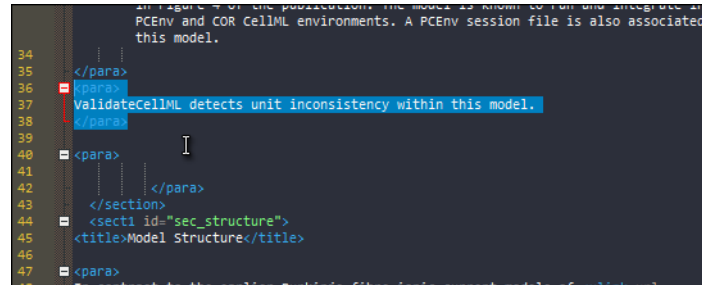 in Figure 4 of the publication. The model is known to run and integrate in
PCEnv and COR CellML environments. A PCEnv session file is also associated
this model.
34
35 </para>
36 <para>
37 ValidateCellML detects unit inconsistency within this model.
38 </para>
39
40 <para>
41
42 </para>
43 </section>
44 <sect1 id="sec_structure">
45 <title>Model Structure</title>
46
47 <para>